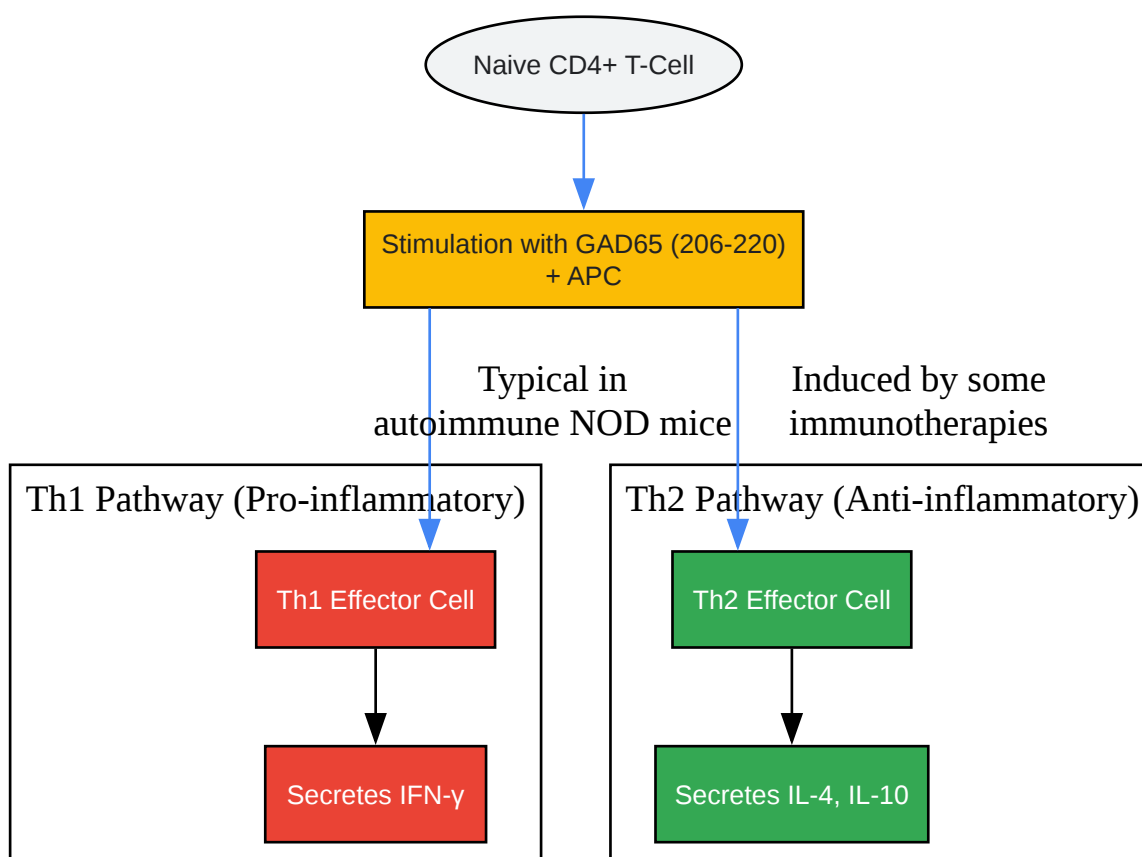 Naive CD4+ T-Cell
Stimulation with GAD65 (206-220)
+ APC
Typical in
autoimmune NOD mice
Induced by some
immunotherapies
Th1 Pathway (Pro-inflammatory)
Th2 Pathway (Anti-inflammatory)
Th1 Effector Cell
Th2 Effector Cell
Secretes IFN-γ
Secretes IL-4, IL-10